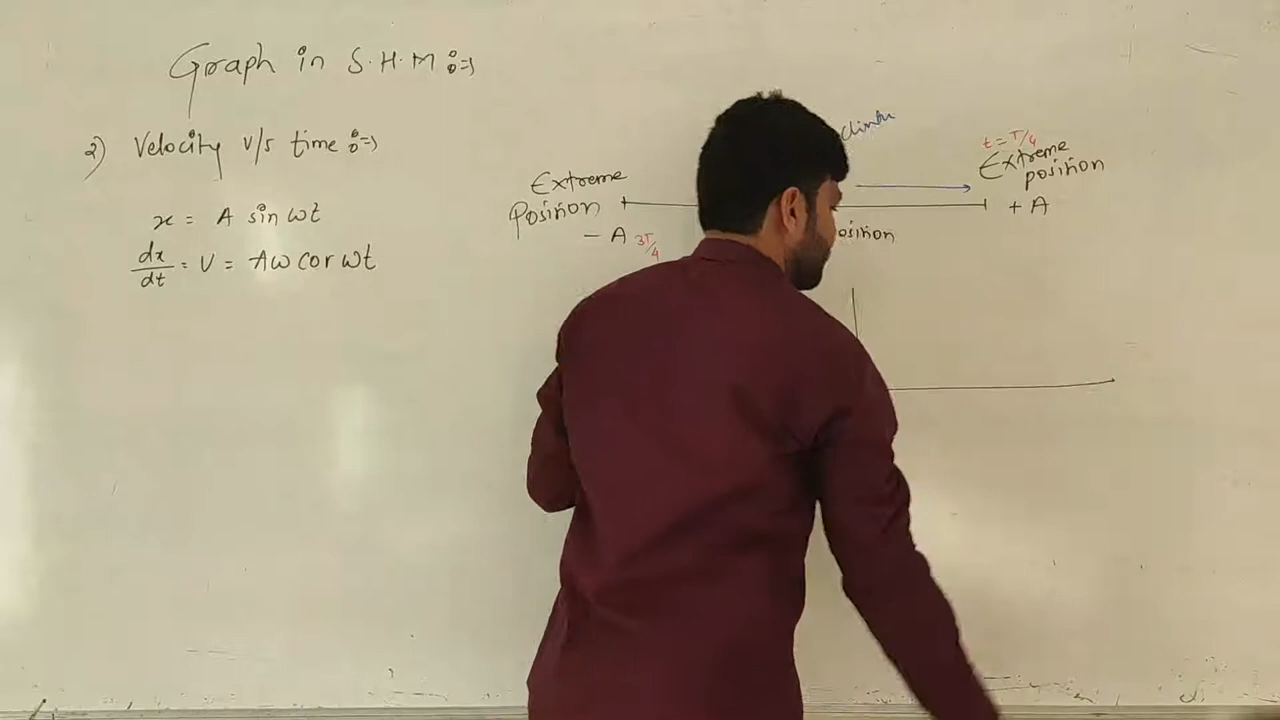 Graph in S.H.M :=>
2) Velocity v/s time :=>
x = A sin ωt
dx/dt = V = Aω cos ωt
Extreme
Position
- A 3T/4
t = T/4
Extreme
position
+ A
osition